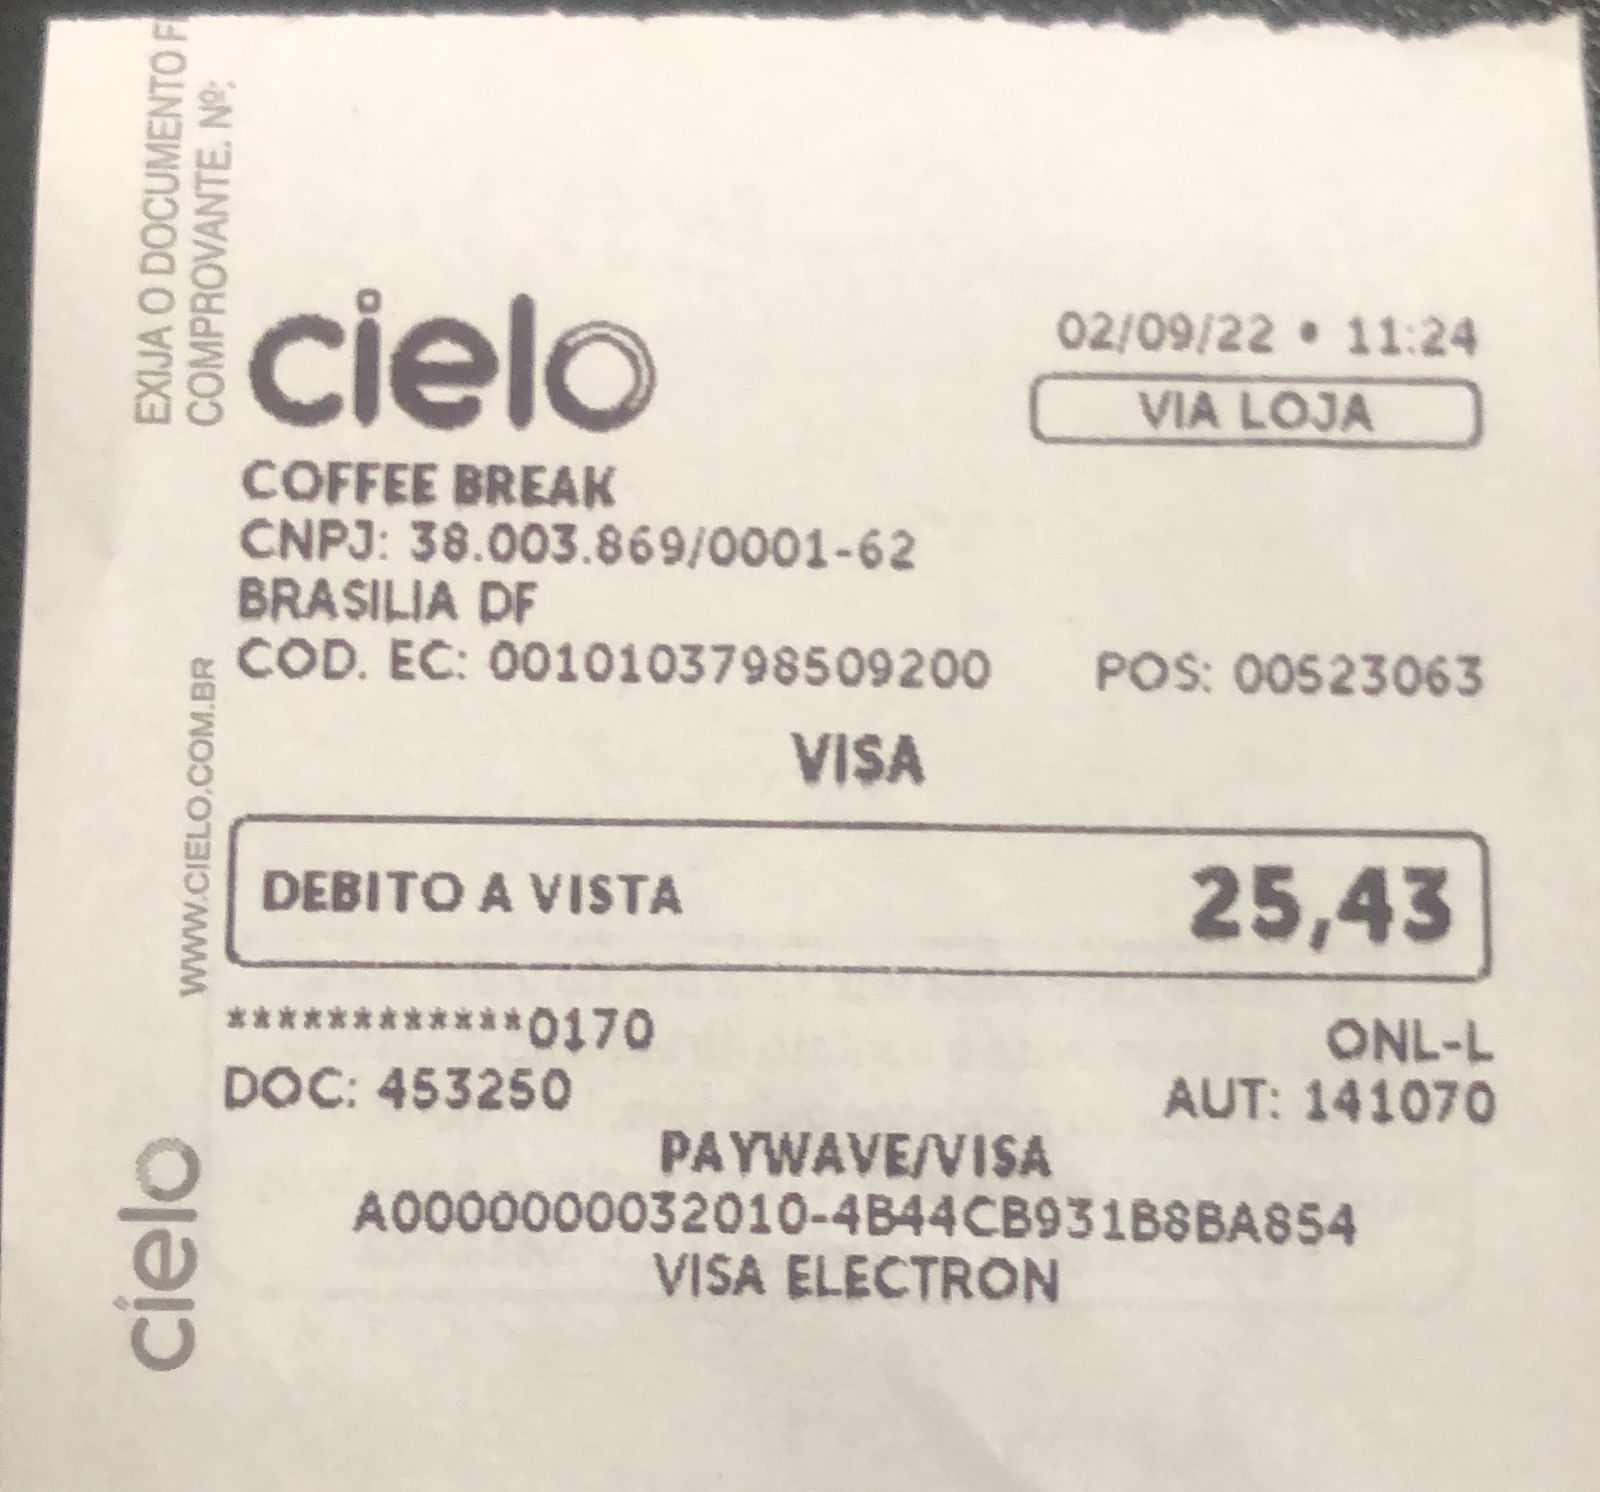 EXIJA O DOCUMENTO F
COMPROVANTE. Nº:
cielo
02/09/22 • 11:24
VIA LOJA
COFFEE BREAK
CNPJ: 38.003.869/0001-62
BRASILIA DF
COD. EC: 0010103798509200 POS: 00523063
VISA
DEBITO A VISTA 25,43
************0170 ONL-L
DOC: 453250 AUT: 141070
PAYWAVE/VISA
A0000000032010-4B44CB931B8BA854
VISA ELECTRON
WWW.CIELO.COM.BR
cielo